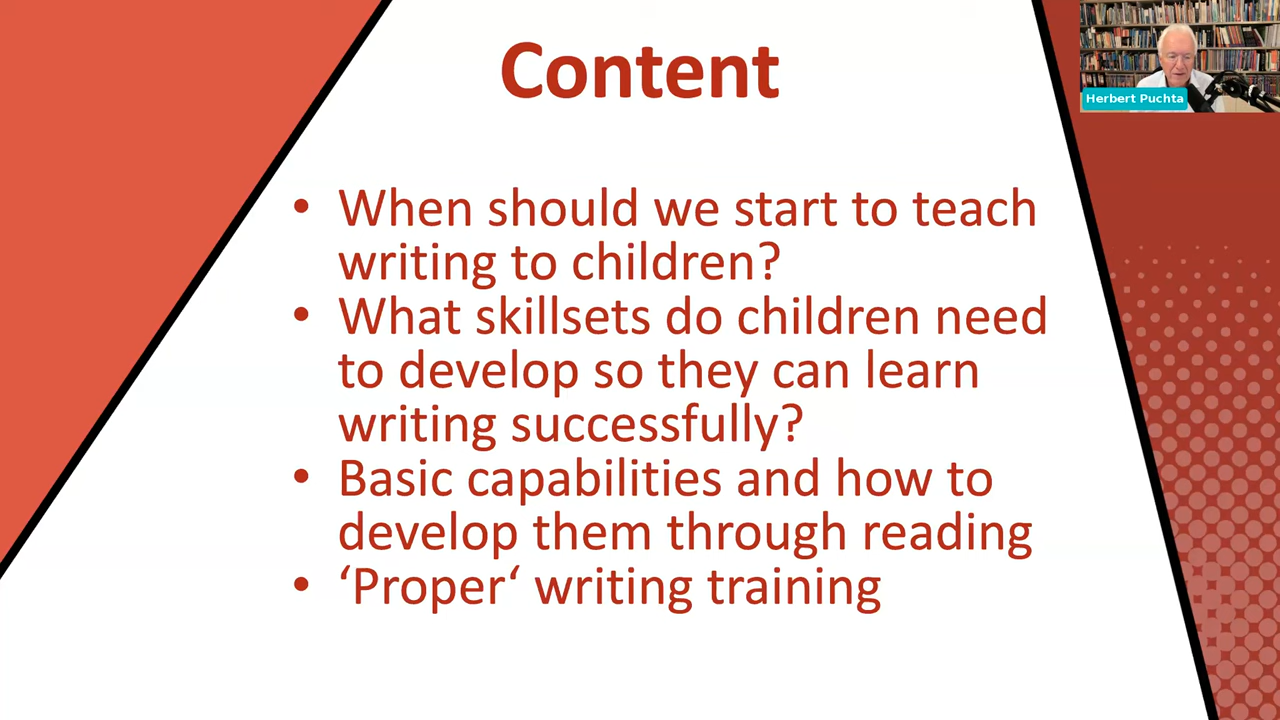 Content
Herbert Puchta
• When should we start to teach
writing to children?
• What skillsets do children need
to develop so they can learn
writing successfully?
• Basic capabilities and how to
develop them through reading
• ‘Proper‘ writing training